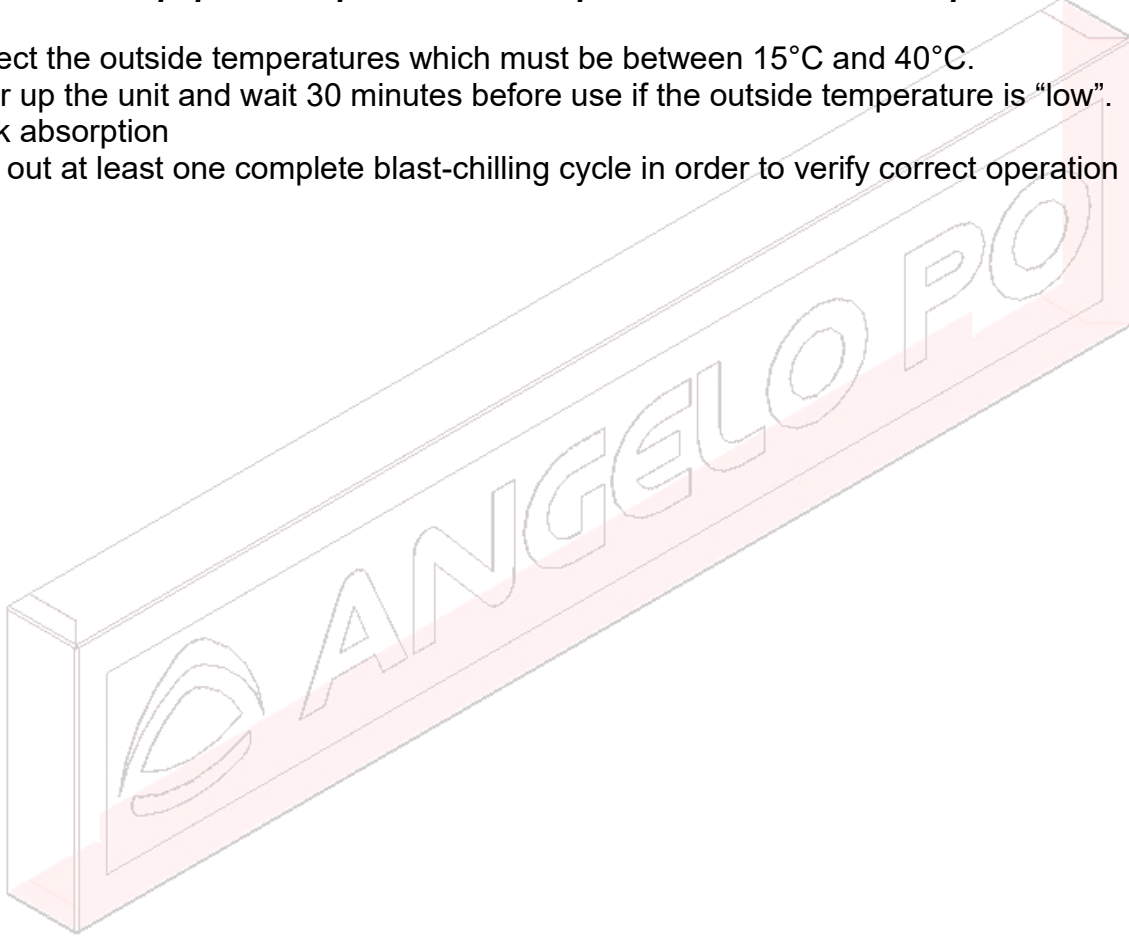 ect the outside temperatures which must be between 15°C and 40°C.
r up the unit and wait 30 minutes before use if the outside temperature is “low”.
k absorption
out at least one complete blast-chilling cycle in order to verify correct operation
ANGELO PO